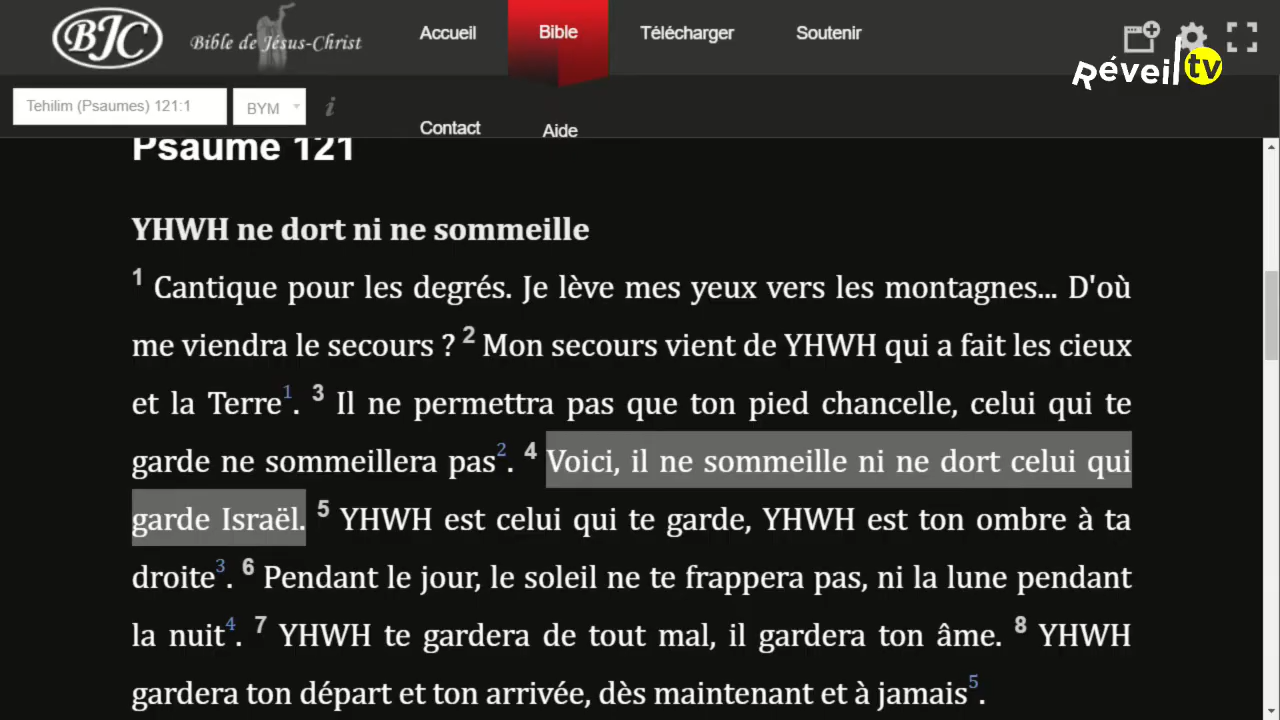 BJC Bible de Jésus-Christ Accueil Bible Télécharger Soutenir
Réveil tv
Tehilim (Psaumes) 121:1 BYM i
Contact Aide
Psaume 121
YHWH ne dort ni ne sommeille
1 Cantique pour les degrés. Je lève mes yeux vers les montagnes... D'où
me viendra le secours ? 2 Mon secours vient de YHWH qui a fait les cieux
et la Terre1. 3 Il ne permettra pas que ton pied chancelle, celui qui te
garde ne sommeillera pas2. 4 Voici, il ne sommeille ni ne dort celui qui
garde Israël. 5 YHWH est celui qui te garde, YHWH est ton ombre à ta
droite3. 6 Pendant le jour, le soleil ne te frappera pas, ni la lune pendant
la nuit4. 7 YHWH te gardera de tout mal, il gardera ton âme. 8 YHWH
gardera ton départ et ton arrivée, dès maintenant et à jamais5.